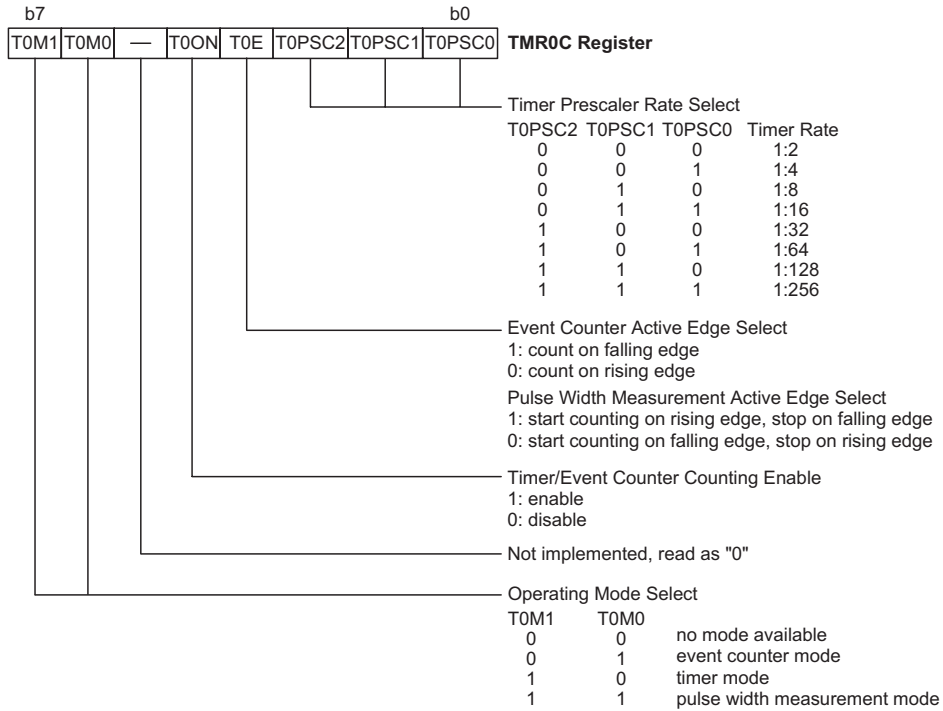 b7 b0
T0M1 T0M0 — T0ON T0E T0PSC2 T0PSC1 T0PSC0 TMR0C Register
Timer Prescaler Rate Select
T0PSC2 T0PSC1 T0PSC0 Timer Rate
0 0 0 1:2
0 0 1 1:4
0 1 0 1:8
0 1 1 1:16
1 0 0 1:32
1 0 1 1:64
1 1 0 1:128
1 1 1 1:256
Event Counter Active Edge Select
1: count on falling edge
0: count on rising edge
Pulse Width Measurement Active Edge Select
1: start counting on rising edge, stop on falling edge
0: start counting on falling edge, stop on rising edge
Timer/Event Counter Counting Enable
1: enable
0: disable
Not implemented, read as "0"
Operating Mode Select
T0M1 T0M0
0 0 no mode available
0 1 event counter mode
1 0 timer mode
1 1 pulse width measurement mode